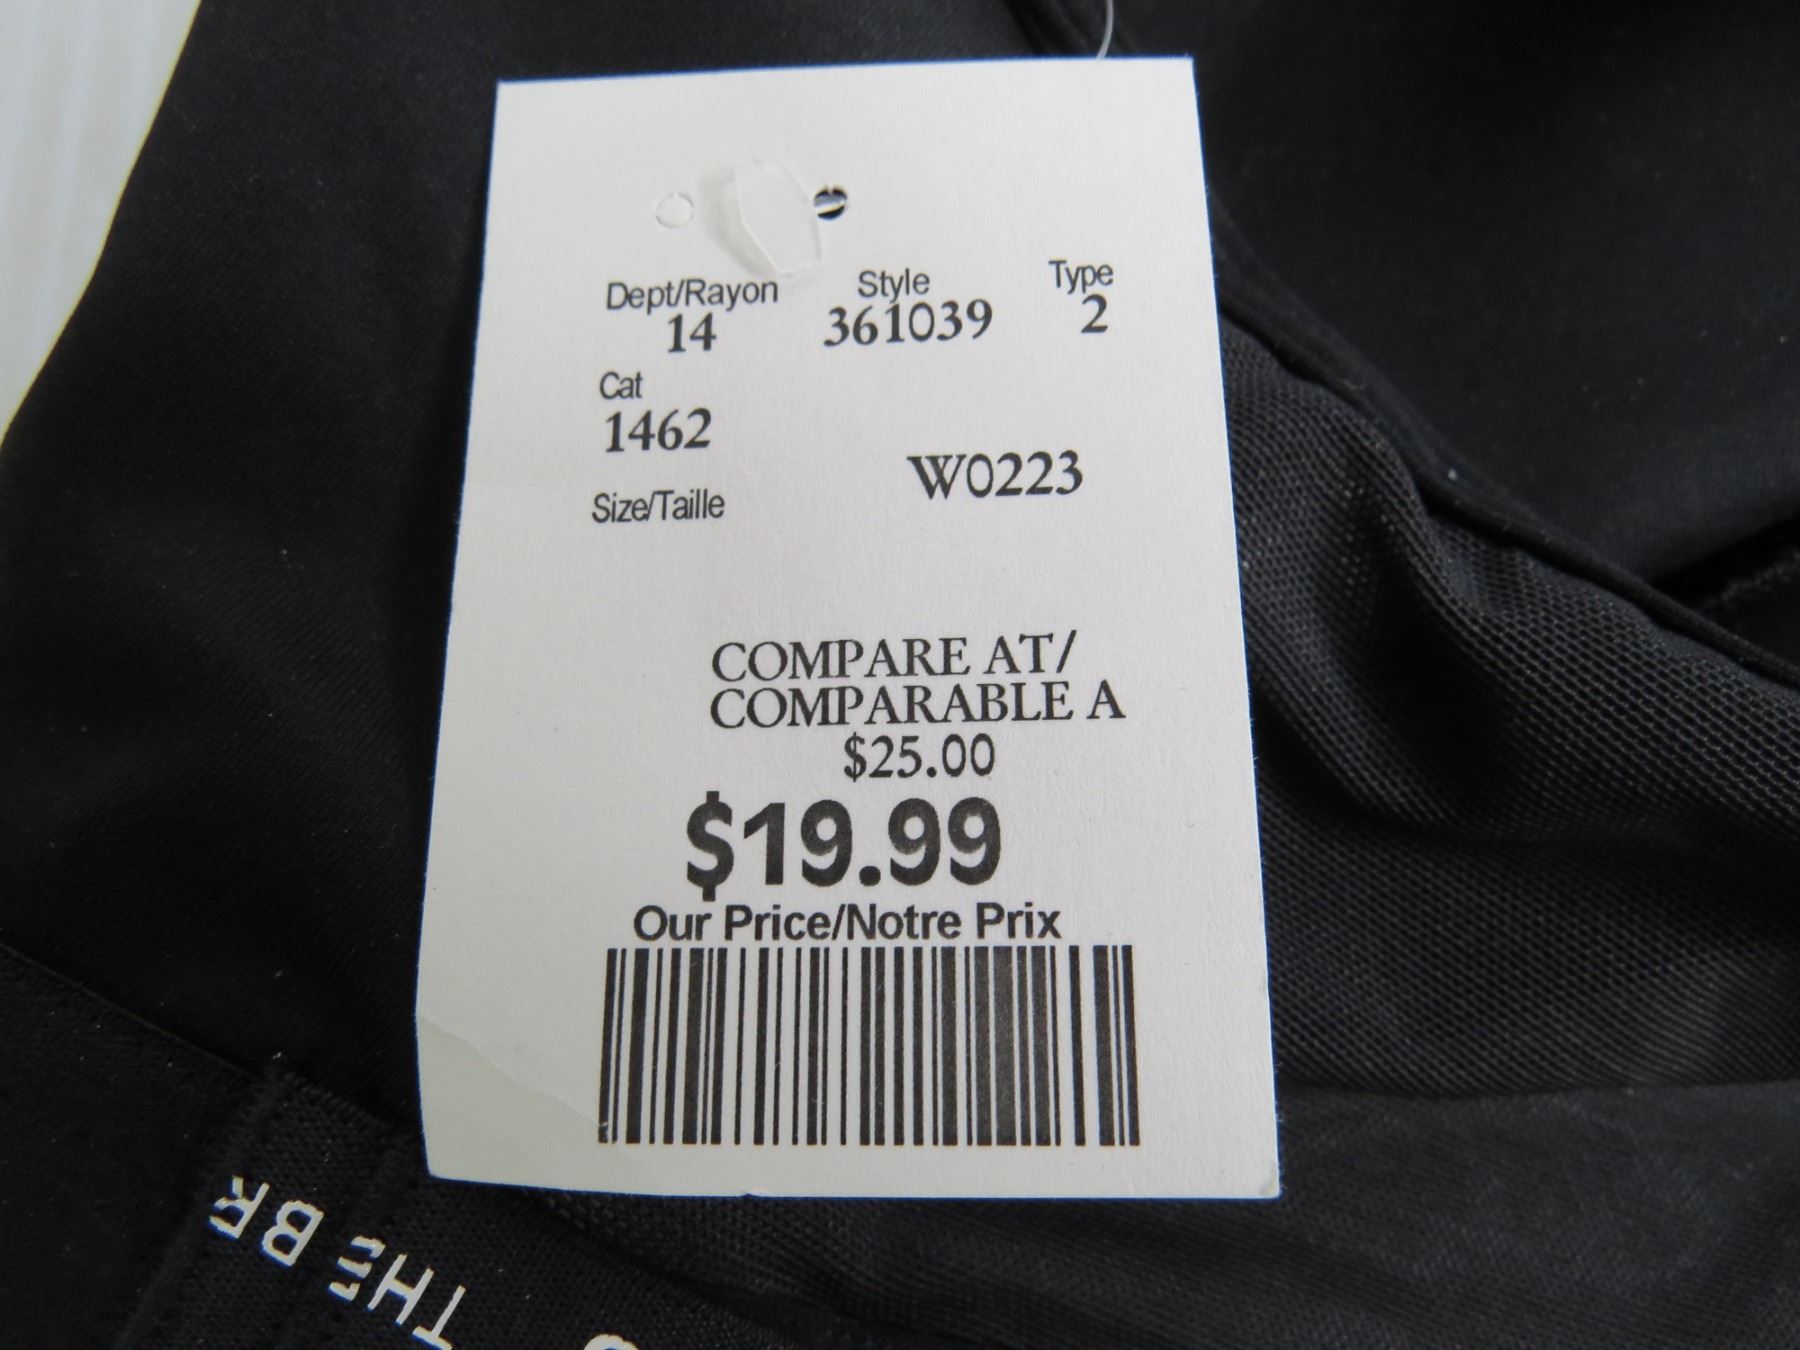 Dept/Rayon Style Type
14 361039 2
Cat
1462
W0223
Size/Taille
COMPARE AT/
COMPARABLE A
$25.00
$19.99
Our Price/Notre Prix
THE BR